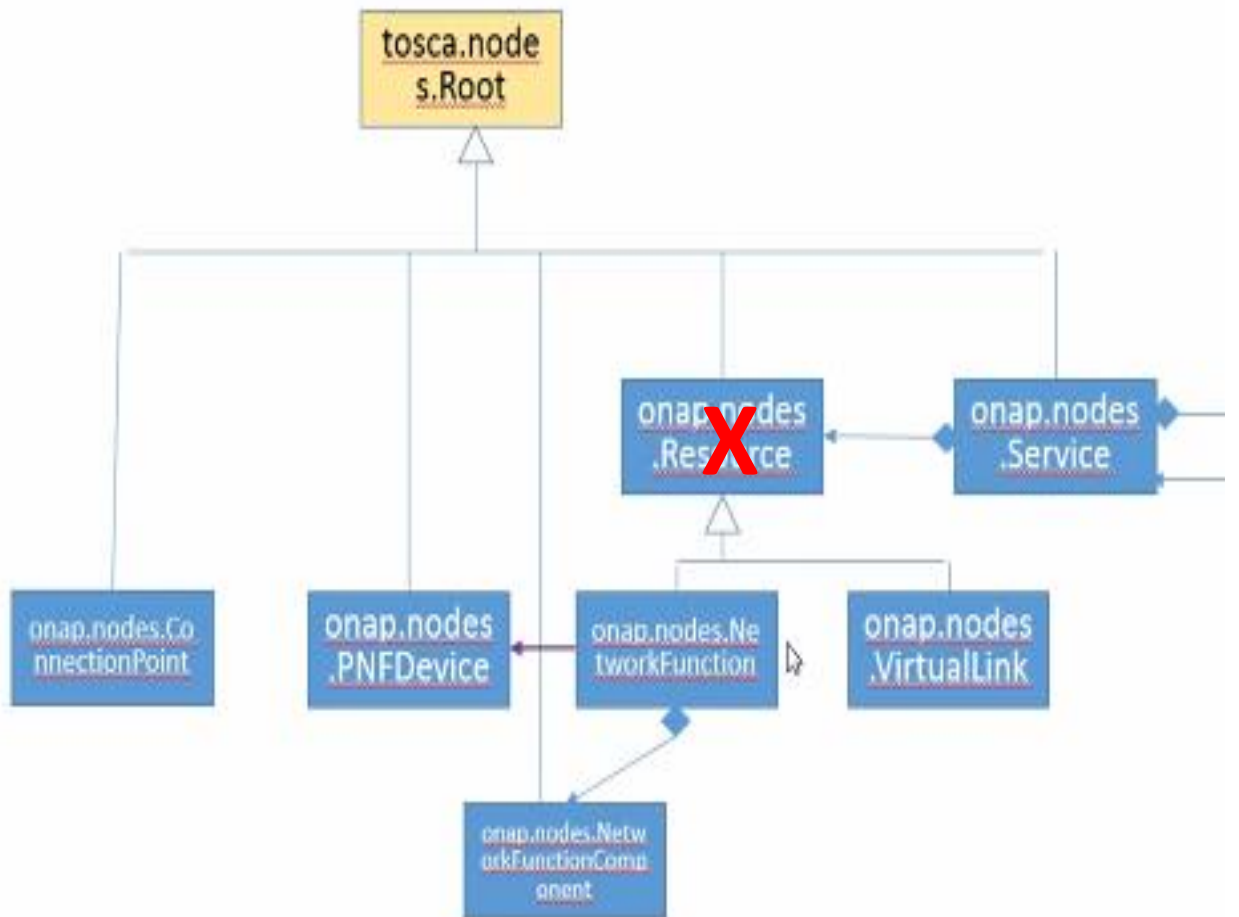 tosca.node
s.Root
onap.nodes
.Resource
X
onap.nodes
.Service
onap.nodes.Co
nnectionPoint
onap.nodes
.PNFDevice
onap.nodes.Ne
tworkFunction
onap.nodes
.VirtualLink
onap.nodes.Netw
orkFunctionComp
onent